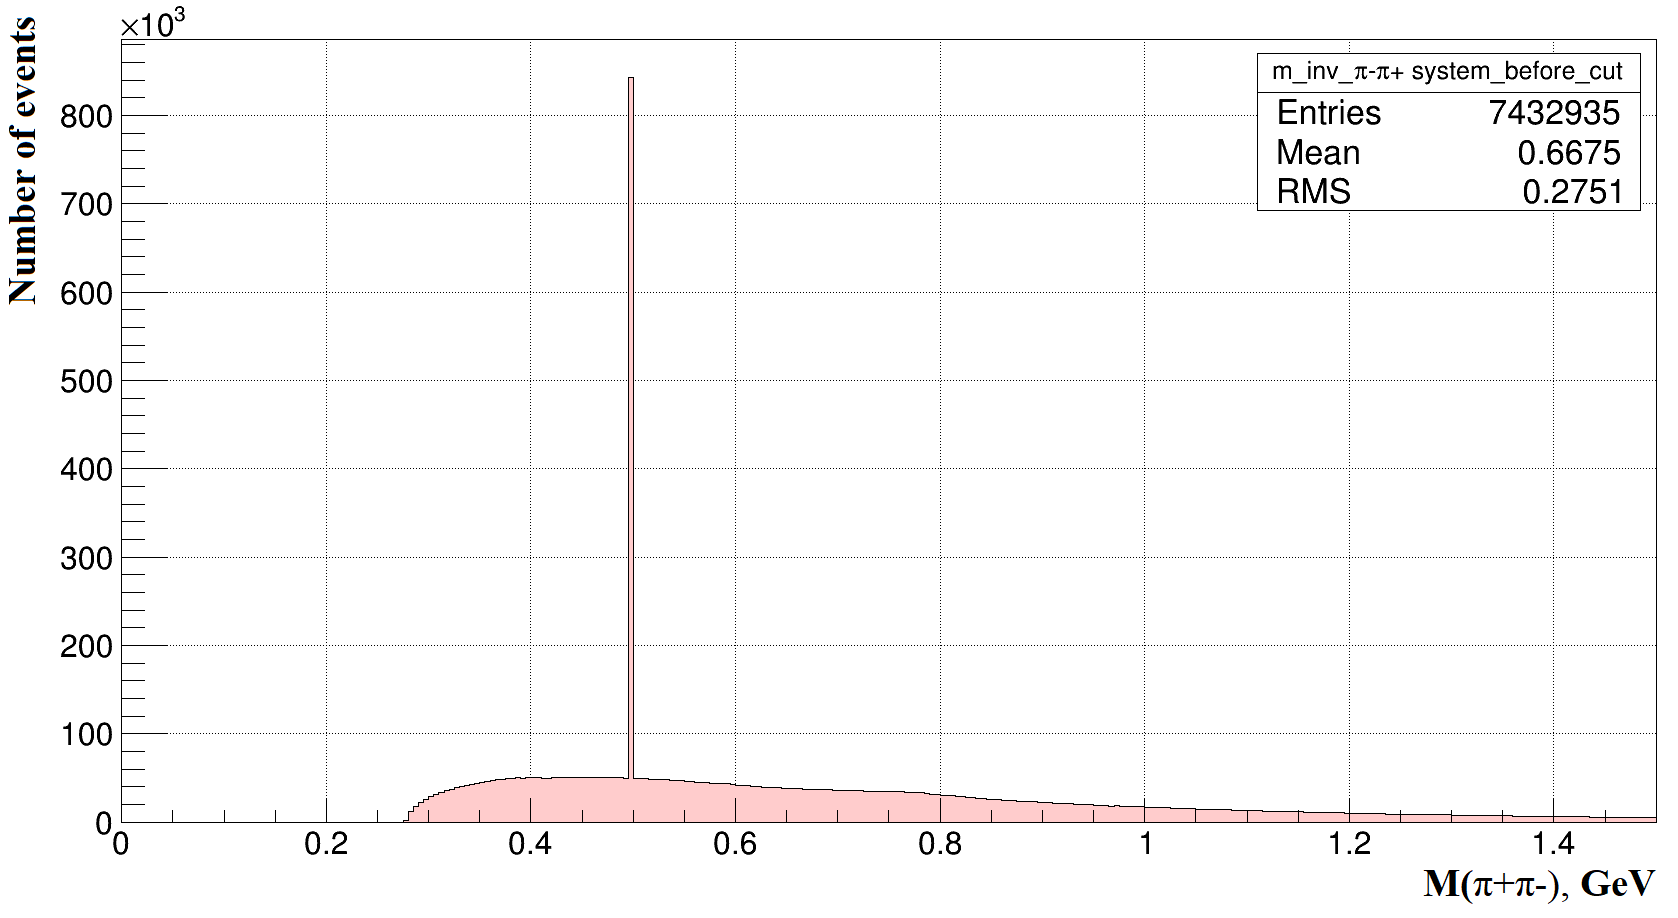 ×10³
Number of events
m_inv_π-π+ system_before_cut
Entries 7432935
Mean 0.6675
RMS 0.2751
800
700
600
500
400
300
200
100
0
0 0.2 0.4 0.6 0.8 1 1.2 1.4
M(π+π-), GeV